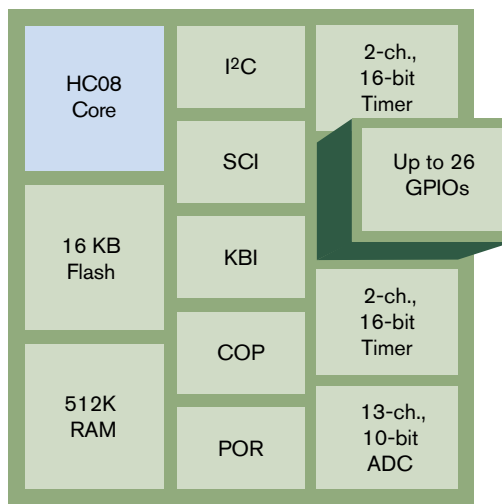 HC08
Core
16 KB
Flash
512K
RAM
I²C
SCI
KBI
COP
POR
2-ch.,
16-bit
Timer
Up to 26
GPIOs
2-ch.,
16-bit
Timer
13-ch.,
10-bit
ADC